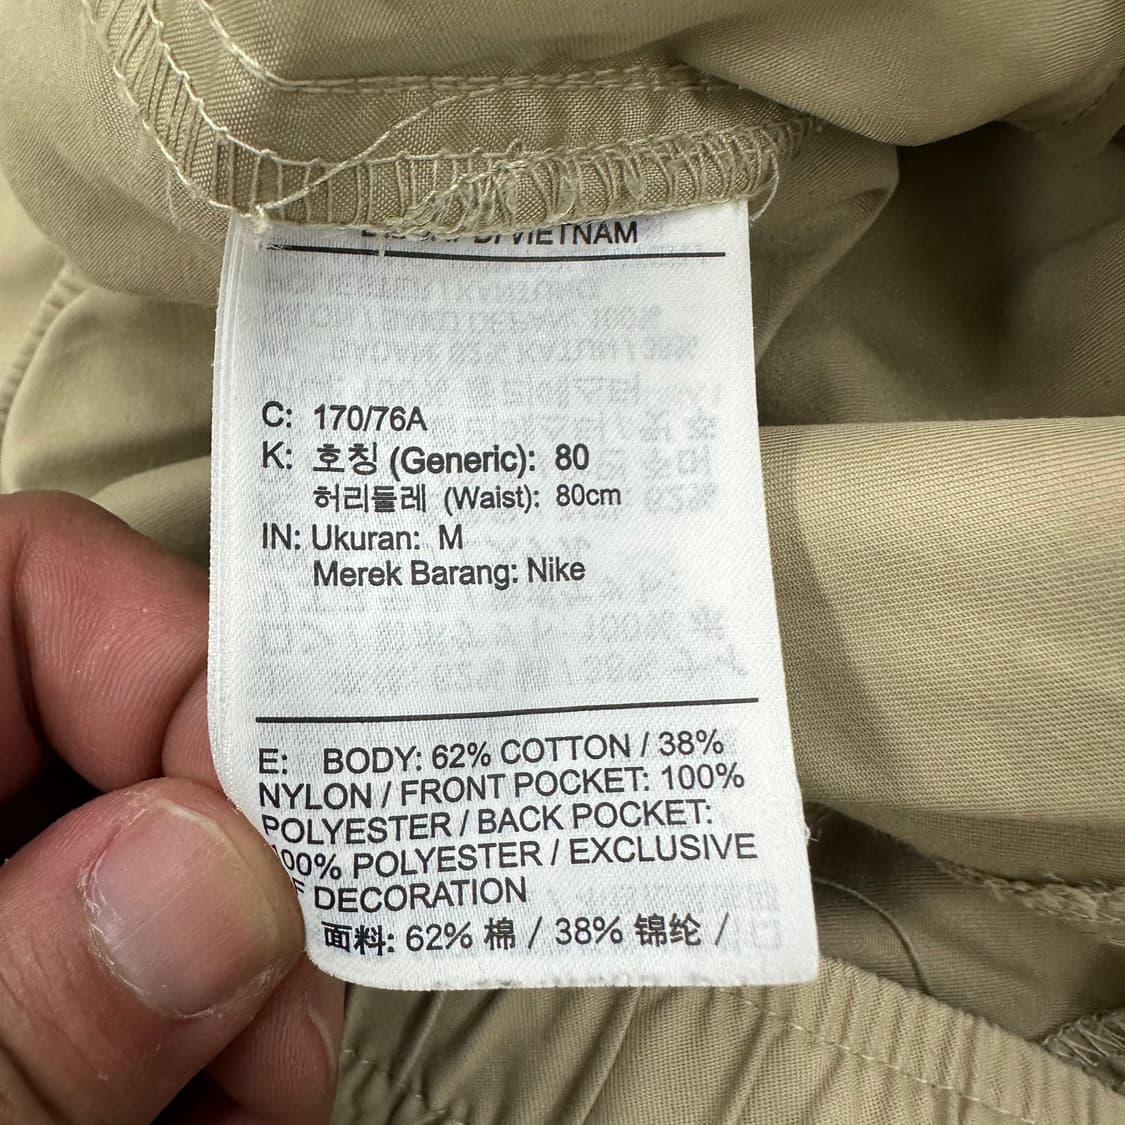 DI VIETNAM
C: 170/76A
K: 호칭 (Generic): 80
허리둘레 (Waist): 80cm
IN: Ukuran: M
Merek Barang: Nike
E: BODY: 62% COTTON / 38%
NYLON / FRONT POCKET: 100%
POLYESTER / BACK POCKET:
100% POLYESTER / EXCLUSIVE
DECORATION
面料: 62% 棉 / 38% 锦纶 /